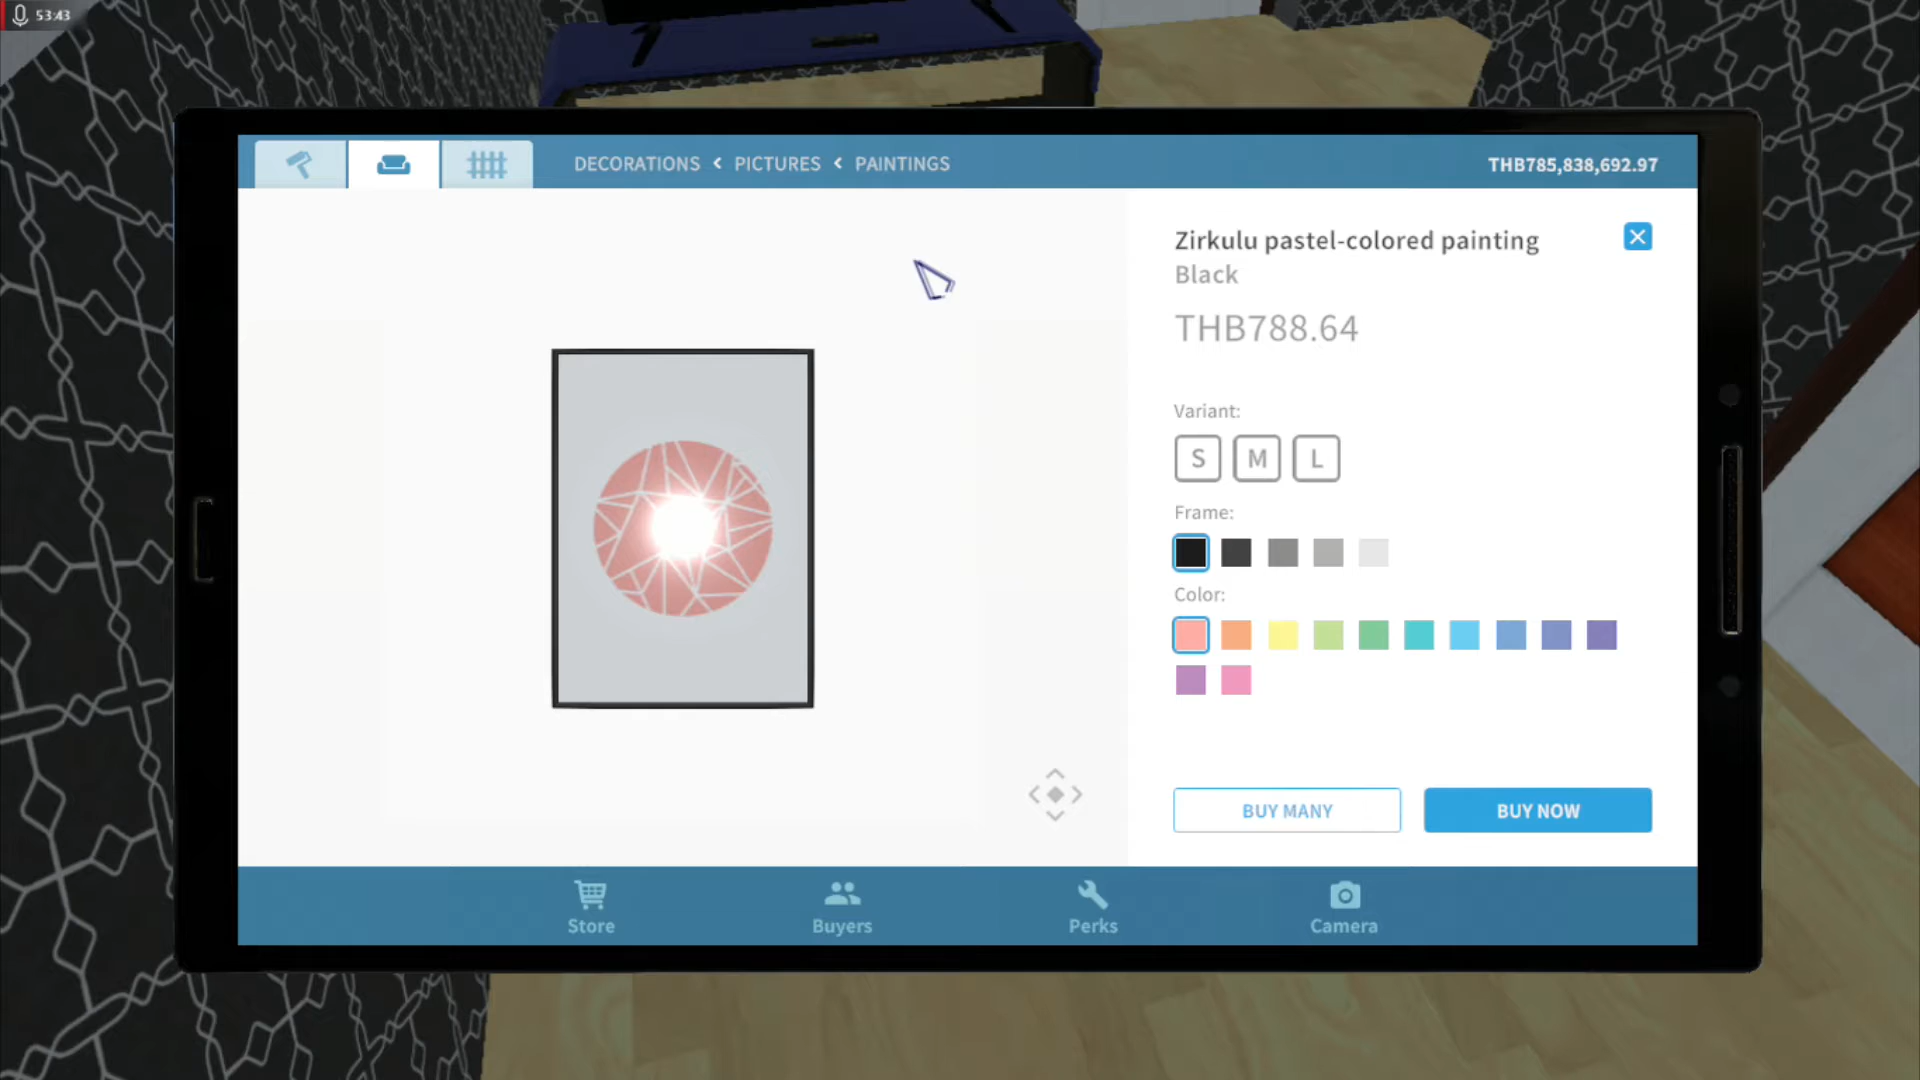 53:43
DECORATIONS < PICTURES < PAINTINGS
THB785,838,692.97
Zirkulu pastel-colored painting
Black
THB788.64
Variant:
S M L
Frame:
Color:
BUY MANY
BUY NOW
Store
Buyers
Perks
Camera